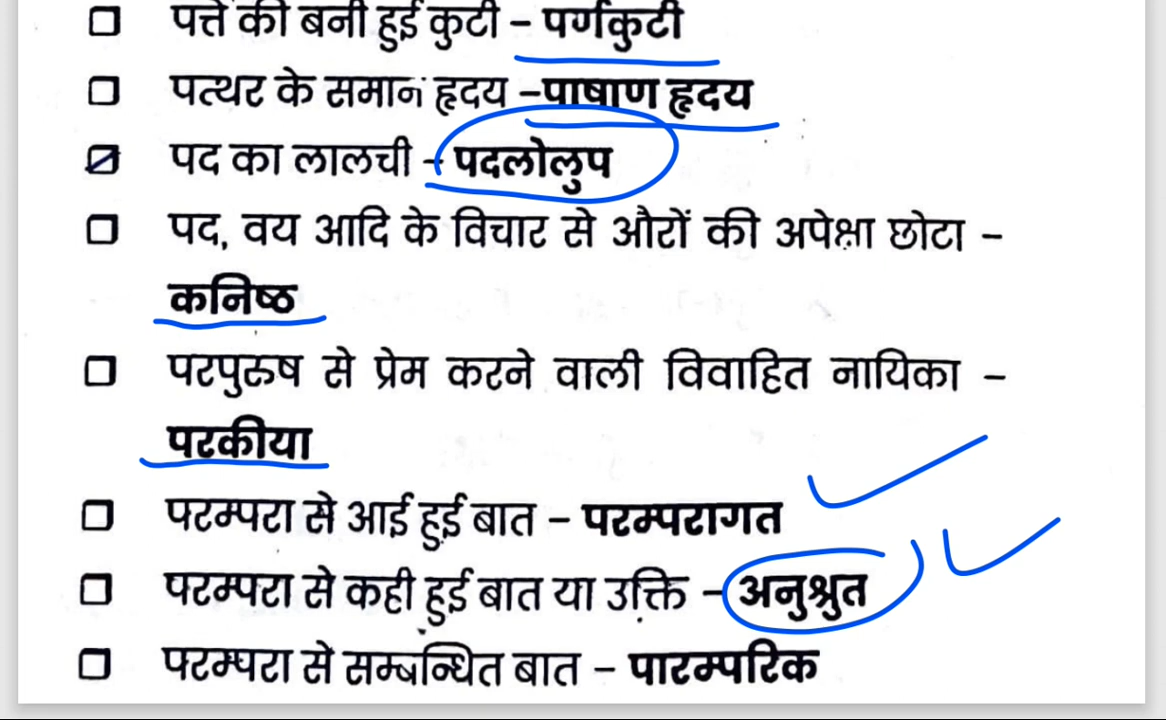 पत्ते की बनी हुई कुटी – पर्णकुटी
पत्थर के समान हृदय –पाषाण हृदय
पद का लालची – पदलोलुप
पद, वय आदि के विचार से औरों की अपेक्षा छोटा –
कनिष्ठ
परपुरुष से प्रेम करने वाली विवाहित नायिका –
परकीया
परम्परा से आई हुई बात – परम्परागत
परम्परा से कही हुई बात या उक्ति – अनुश्रुत
परम्परा से सम्बन्धित बात – पारम्परिक